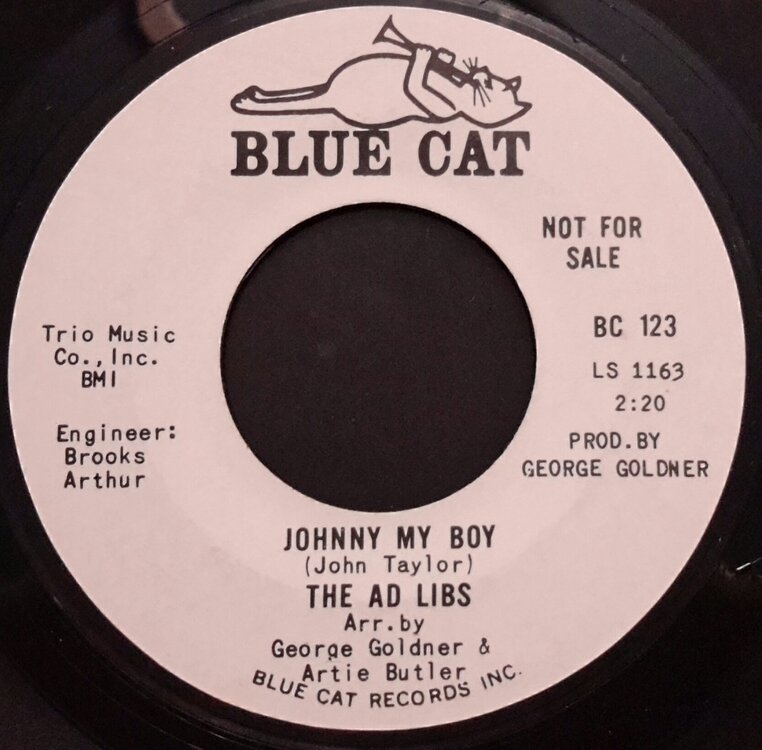 BLUE CAT
NOT FOR
SALE
BC 123
LS 1163
2:20
PROD.BY
GEORGE GOLDNER
Trio Music
Co.,Inc.
BMI
Engineer:
Brooks
Arthur
JOHNNY MY BOY
(John Taylor)
THE AD LIBS
Arr.by
George Goldner &
Artie Butler
BLUE CAT RECORDS INC.